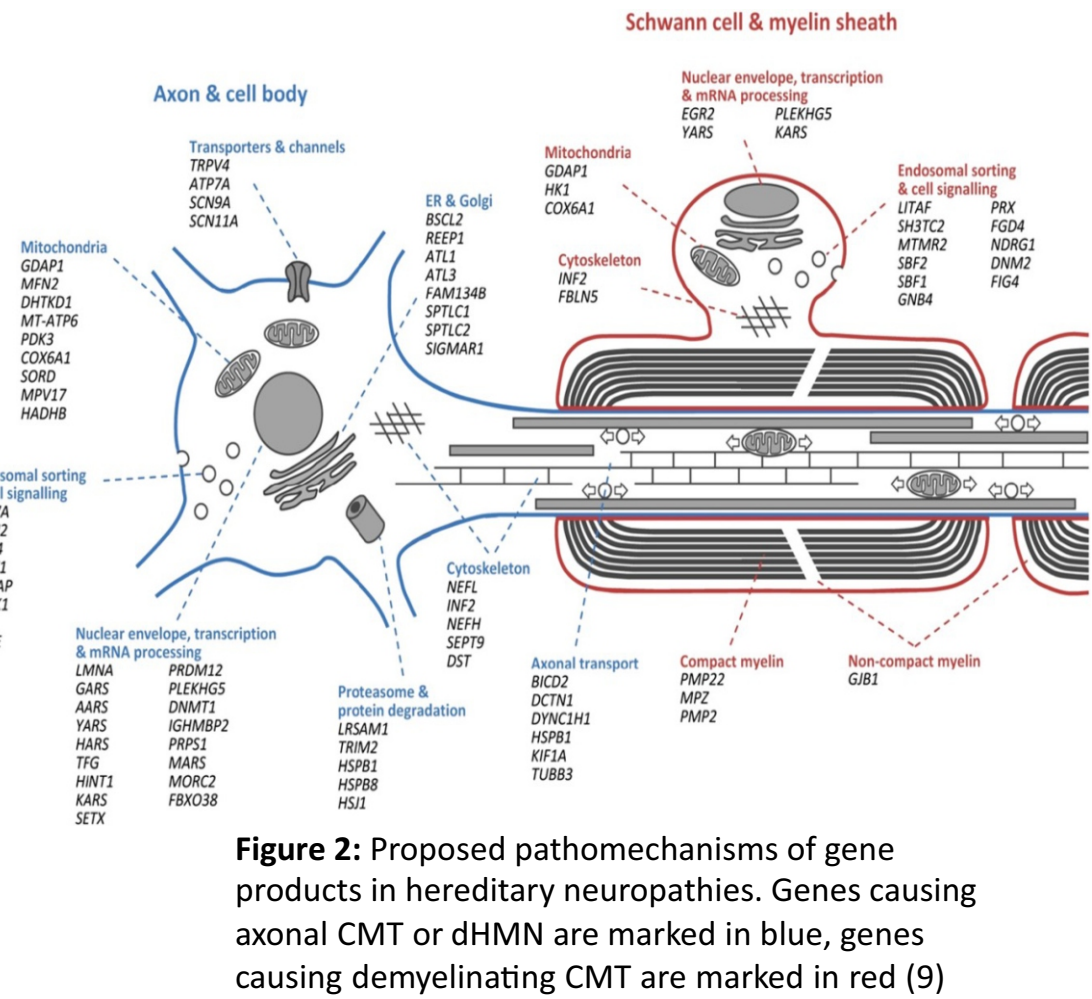 Schwann cell & myelin sheath
Axon & cell body
Nuclear envelope, transcription
& mRNA processing
EGR2 PLEKHG5
YARS KARS
Transporters & channels
TRPV4
ATP7A
SCN9A
SCN11A
Mitochondria
GDAP1
HK1
COX6A1
Endosomal sorting
& cell signalling
LITAF PRX
SH3TC2 FGD4
MTMR2 NDRG1
SBF2 DNM2
SBF1 FIG4
GNB4
ER & Golgi
BSCL2
REEP1
ATL1
ATL3
FAM134B
SPTLC1
SPTLC2
SIGMAR1
Mitochondria
GDAP1
MFN2
DHTKD1
MT-ATP6
PDK3
COX6A1
SORD
MPV17
HADHB
Cytoskeleton
INF2
FBLN5
sorting
signalling
Nuclear envelope, transcription
& mRNA processing
LMNA PRDM12
GARS PLEKHG5
AARS DNMT1
YARS IGHMBP2
HARS PRPS1
TFG MARS
HINT1 MORC2
KARS FBXO38
SETX
Proteasome &
protein degradation
LRSAM1
TRIM2
HSPB1
HSPB8
HSJ1
Cytoskeleton
NEFL
INF2
NEFH
SEPT9
DST
Axonal transport
BICD2
DCTN1
DYNC1H1
HSPB1
KIF1A
TUBB3
Compact myelin
PMP22
MPZ
PMP2
Non-compact myelin
GJB1
Figure 2: Proposed pathomechanisms of gene
products in hereditary neuropathies. Genes causing
axonal CMT or dHMN are marked in blue, genes
causing demyelinating CMT are marked in red (9)